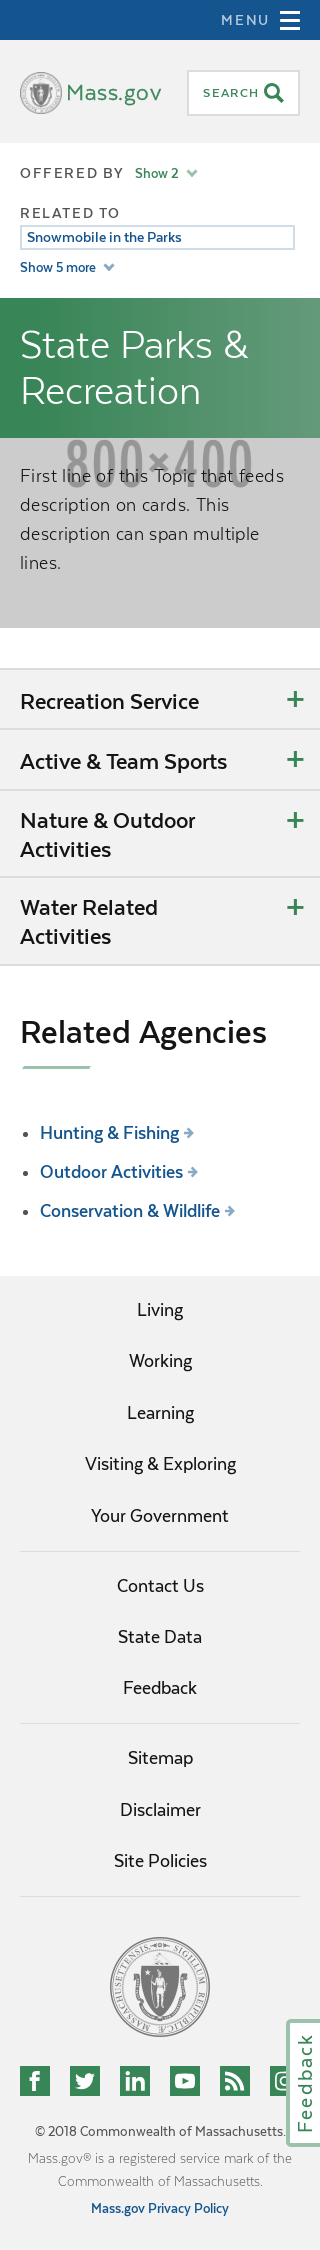 MENU
Mass.gov
SEARCH
OFFERED BY Show 2
RELATED TO
Snowmobile in the Parks
Show 5 more
State Parks &
Recreation
800×400
First line of this Topic that feeds
description on cards. This
description can span multiple
lines.
Recreation Service
Active & Team Sports
Nature & Outdoor
Activities
Water Related
Activities
Related Agencies
Hunting & Fishing
Outdoor Activities
Conservation & Wildlife
Living
Working
Learning
Visiting & Exploring
Your Government
Contact Us
State Data
Feedback
Sitemap
Disclaimer
Site Policies
Feedback
© 2018 Commonwealth of Massachusetts.
Mass.gov® is a registered service mark of the
Commonwealth of Massachusetts.
Mass.gov Privacy Policy